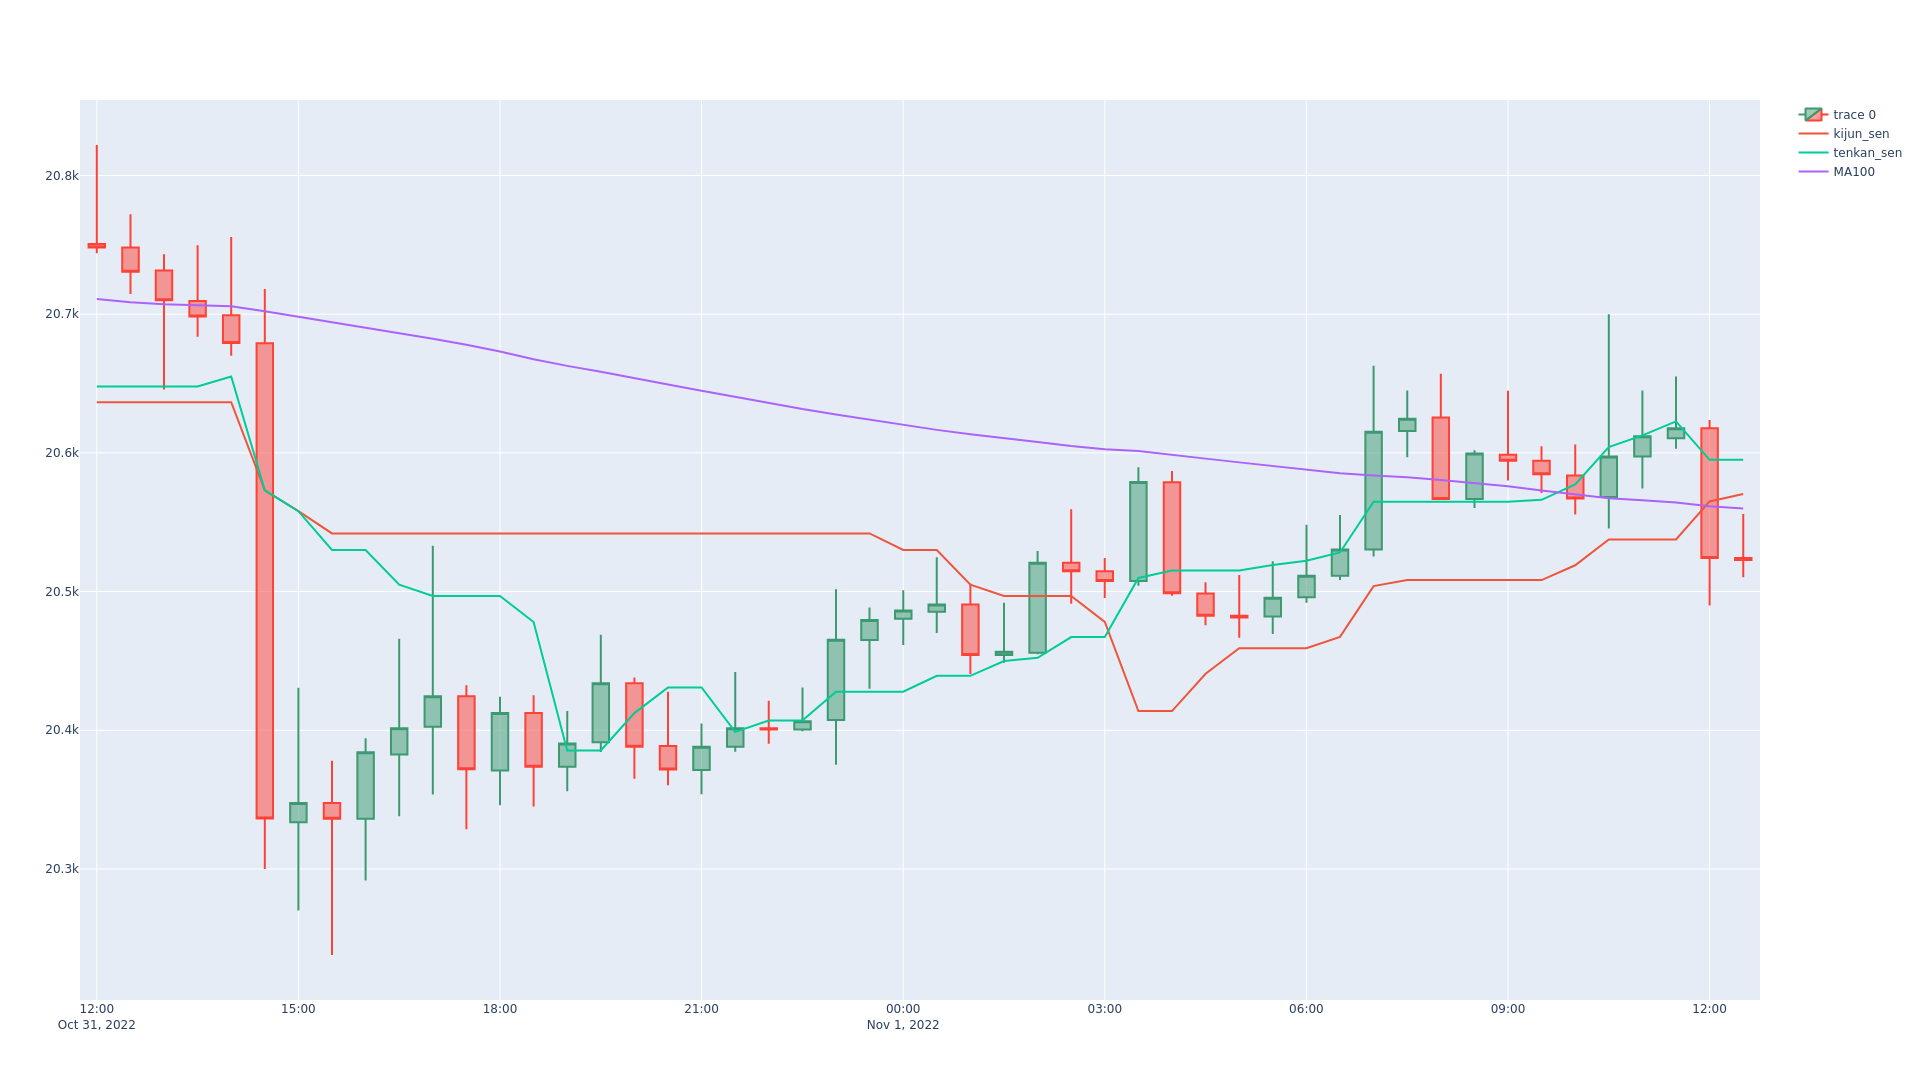 trace 0
kijun_sen
tenkan_sen
MA100
20.8k
20.7k
20.6k
20.5k
20.4k
20.3k
12:00 15:00 18:00 21:00 00:00 03:00 06:00 09:00 12:00
Oct 31, 2022 Nov 1, 2022